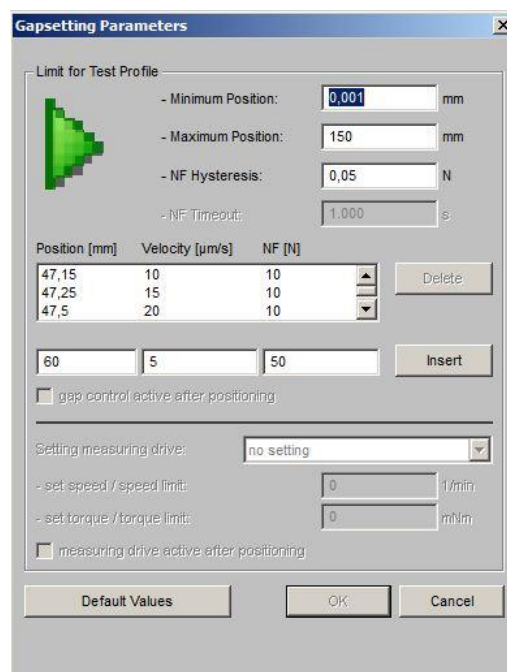 Gapsetting Parameters
Limit for Test Profile
- Minimum Position: 0,001 mm
- Maximum Position: 150 mm
- NF Hysteresis: 0,05 N
- NF Timeout: 1.000 s
Position [mm] Velocity [µm/s] NF [N]
47,15 10 10
47,25 15 10
47,5 20 10
Delete
60 5 50 Insert
gap control active after positioning
Setting measuring drive: no setting
- set speed / speed limit: 0 1/min
- set torque / torque limit: 0 mNm
measuring drive active after positioning
Default Values OK Cancel